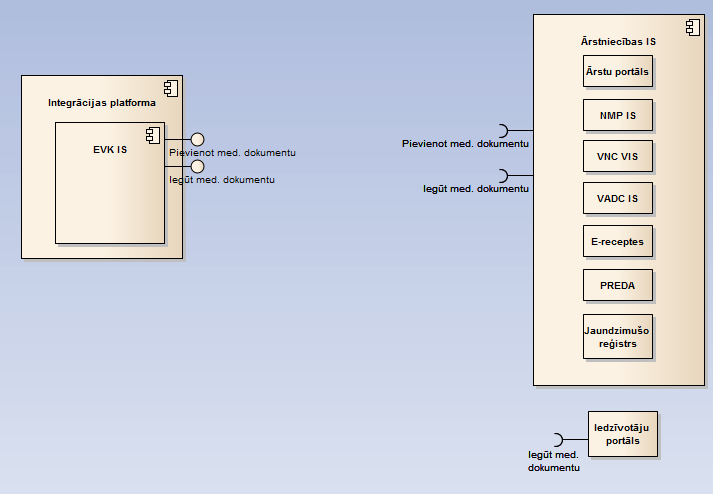 Integrācijas platforma
EVK IS
Pievienot med. dokumentu
Iegūt med. dokumentu
Pievienot med. dokumentu
Iegūt med. dokumentu
Ārstniecības IS
Ārstu portāls
NMP IS
VNC VIS
VADC IS
E-receptes
PREDA
Jaundzimušo
reģistrs
Iedzīvotāju
portāls
Iegūt med.
dokumentu